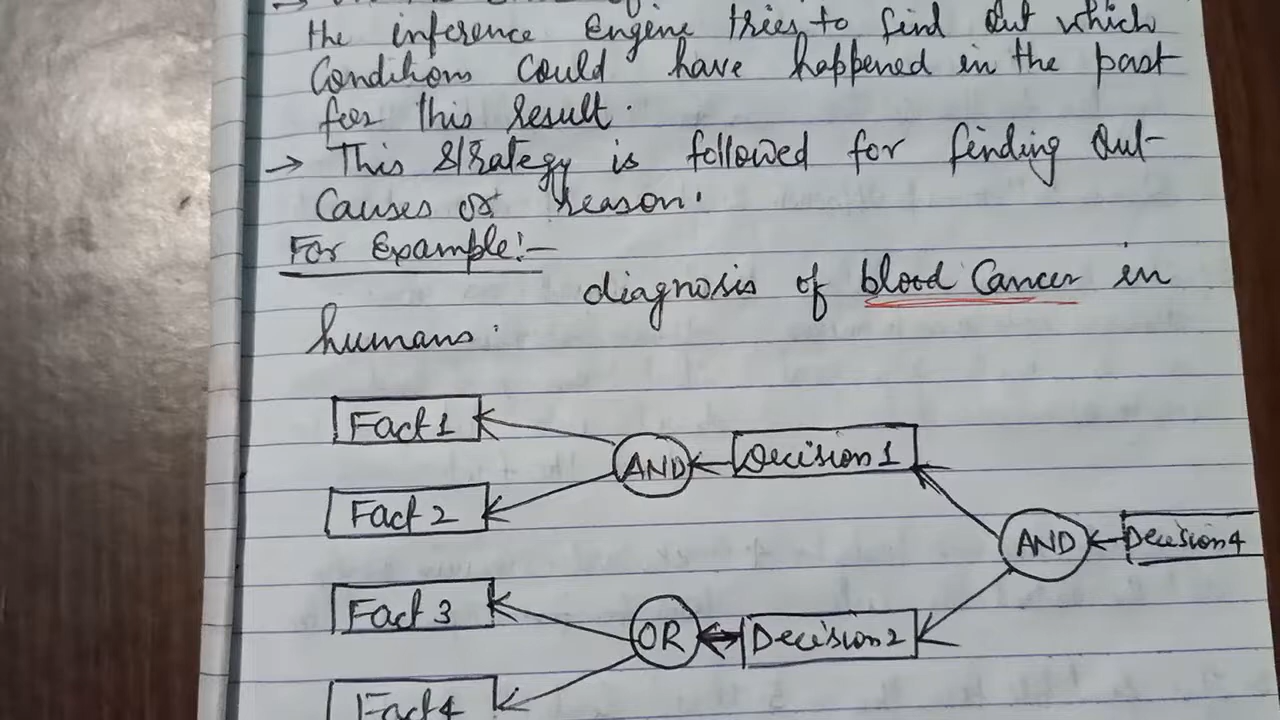 the inference Engine tries to find out which
Conditions Could have happened in the past
for this result.
→ This Strategy is followed for finding Out
Causes or reason.
For Example:-
diagnosis of blood Cancer in
humans.
Fact 1
AND
Decision 1
Fact 2
AND
Decision 4
Fact 3
OR
Decision 2
Fact 4